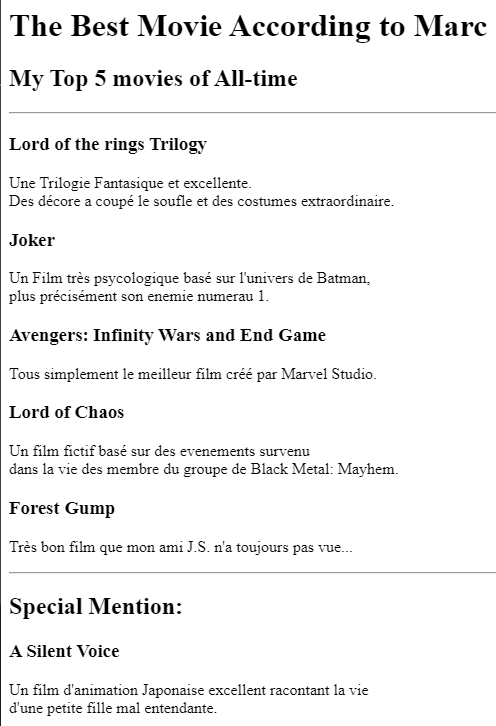 The Best Movie According to Marc
My Top 5 movies of All-time
Lord of the rings Trilogy
Une Trilogie Fantasique et excellente.
Des décore a coupé le soufle et des costumes extraordinaire.
Joker
Un Film très psycologique basé sur l'univers de Batman,
plus précisément son enemie numerau 1.
Avengers: Infinity Wars and End Game
Tous simplement le meilleur film créé par Marvel Studio.
Lord of Chaos
Un film fictif basé sur des evenements survenu
dans la vie des membre du groupe de Black Metal: Mayhem.
Forest Gump
Très bon film que mon ami J.S. n'a toujours pas vue...
Special Mention:
A Silent Voice
Un film d'animation Japonaise excellent racontant la vie
d'une petite fille mal entendante.